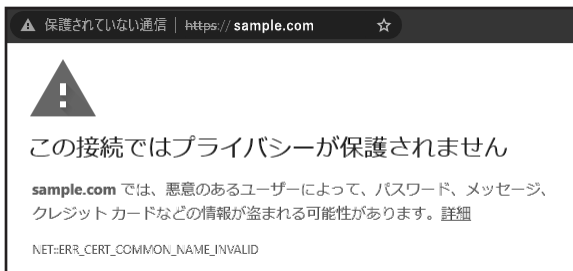 保護されていない通信 | https:// sample.com
この接続ではプライバシーが保護されません
sample.com では、悪意のあるユーザーによって、パスワード、メッセージ、
クレジット カードなどの情報が盗まれる可能性があります。詳細
NET::ERR_CERT_COMMON_NAME_INVALID